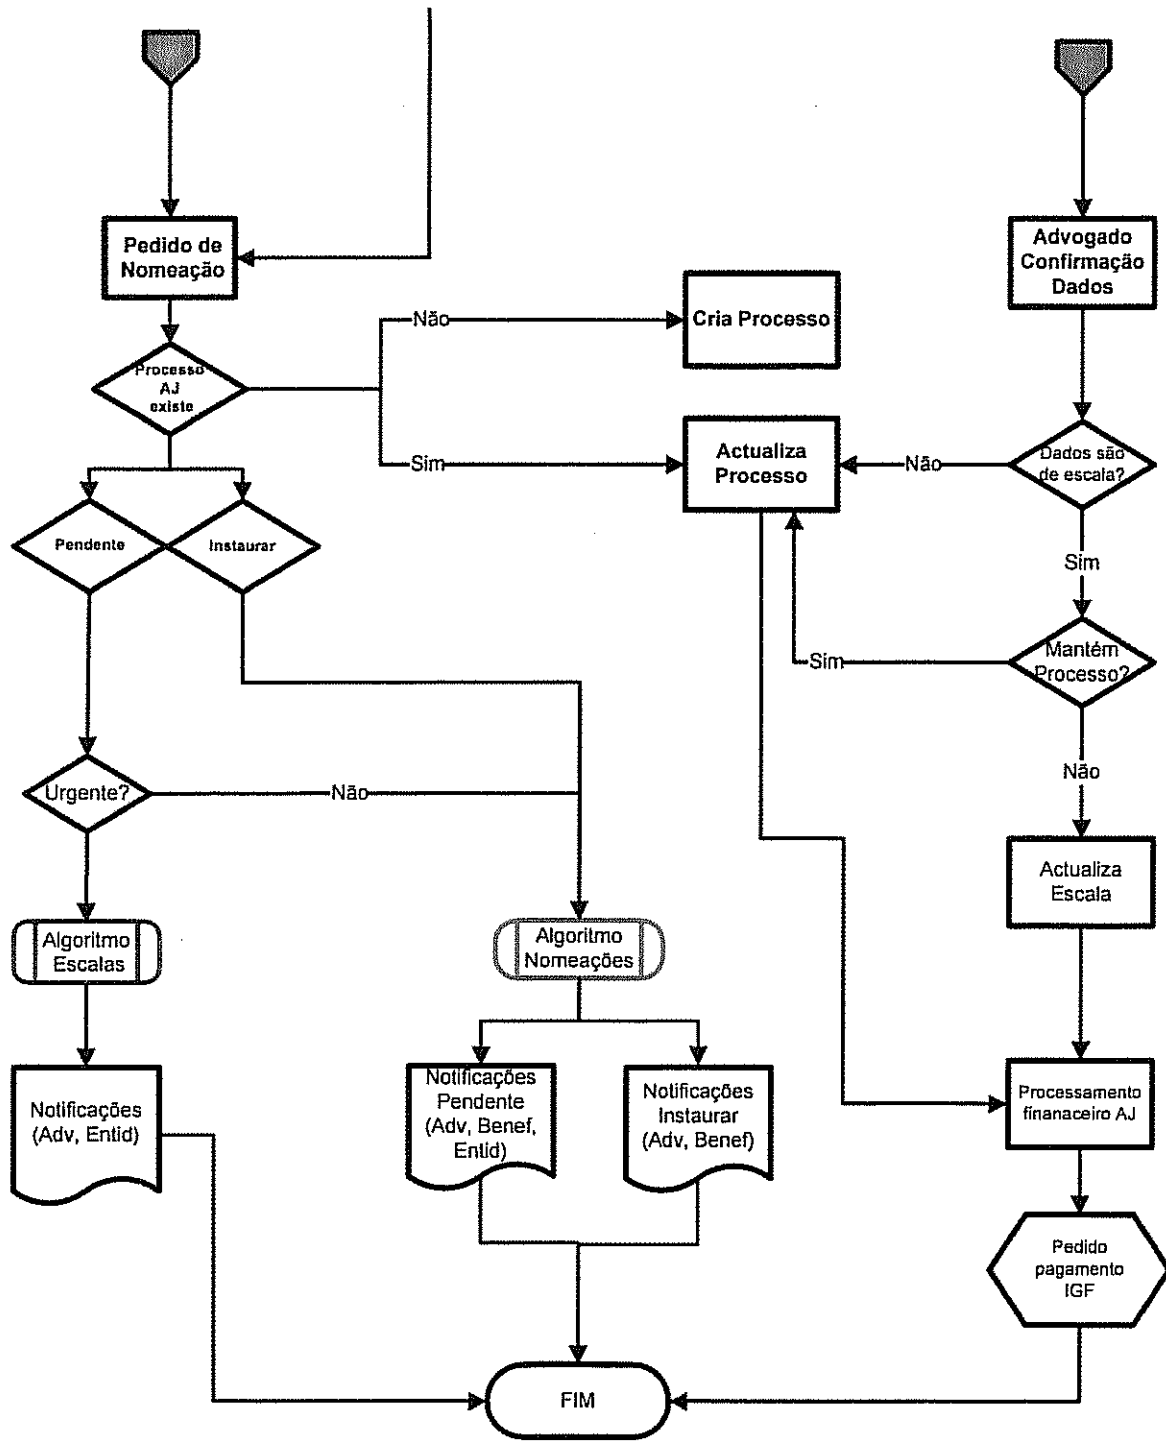 Pedido de
Nomeação
Processo
AJ
existe
Não
Cria Processo
Sim
Actualiza
Processo
Pendente
Instaurar
Urgente?
Não
Algoritmo
Escalas
Algoritmo
Nomeações
Notificações
(Adv, Entid)
Notificações
Pendente
(Adv, Benef,
Entid)
Notificações
Instaurar
(Adv, Benef)
Advogado
Confirmação
Dados
Dados são
de escala?
Não
Sim
Mantém
Processo?
Sim
Não
Actualiza
Escala
Processamento
finanaceiro AJ
Pedido
pagamento
IGF
FIM